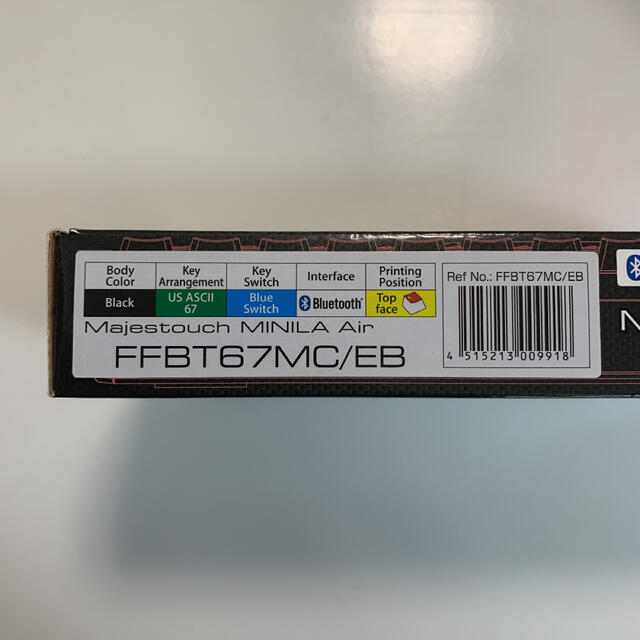 Body Color
Key Arrangement
Key Switch
Interface
Printing Position
Black
US ASCII 67
Blue Switch
Bluetooth®
Top face
Majestouch MINILA Air
FFBT67MC/EB
Ref No.: FFBT67MC/EB
4 515213 009918
N